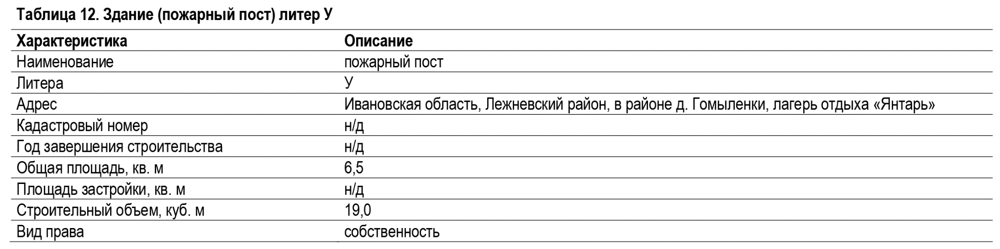 Таблица 12. Здание (пожарный пост) литер У
Характеристика Описание
Наименование пожарный пост
Литера У
Адрес Ивановская область, Лежневский район, в районе д. Гомыленки, лагерь отдыха «Янтарь»
Кадастровый номер н/д
Год завершения строительства н/д
Общая площадь, кв. м 6,5
Площадь застройки, кв. м н/д
Строительный объем, куб. м 19,0
Вид права собственность